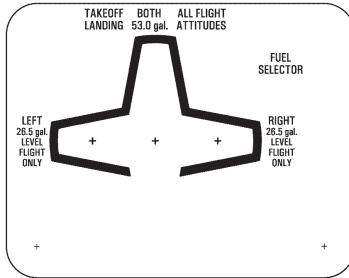 TAKEOFF BOTH ALL FLIGHT
LANDING 53.0 gal. ATTITUDES
FUEL
SELECTOR
LEFT
26.5 gal.
LEVEL
FLIGHT
ONLY
RIGHT
26.5 gal.
LEVEL
FLIGHT
ONLY